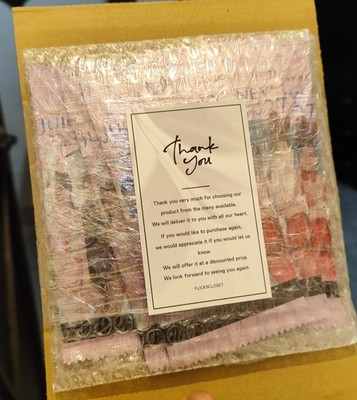 Thank
you
Thank you very much for choosing our
product from the many available.
We will deliver it to you with all our heart.
If you would like to purchase again,
we would appreciate it if you would let us
know.
We will offer it at a discounted price.
We look forward to seeing you again.
FLICKSCLOSET